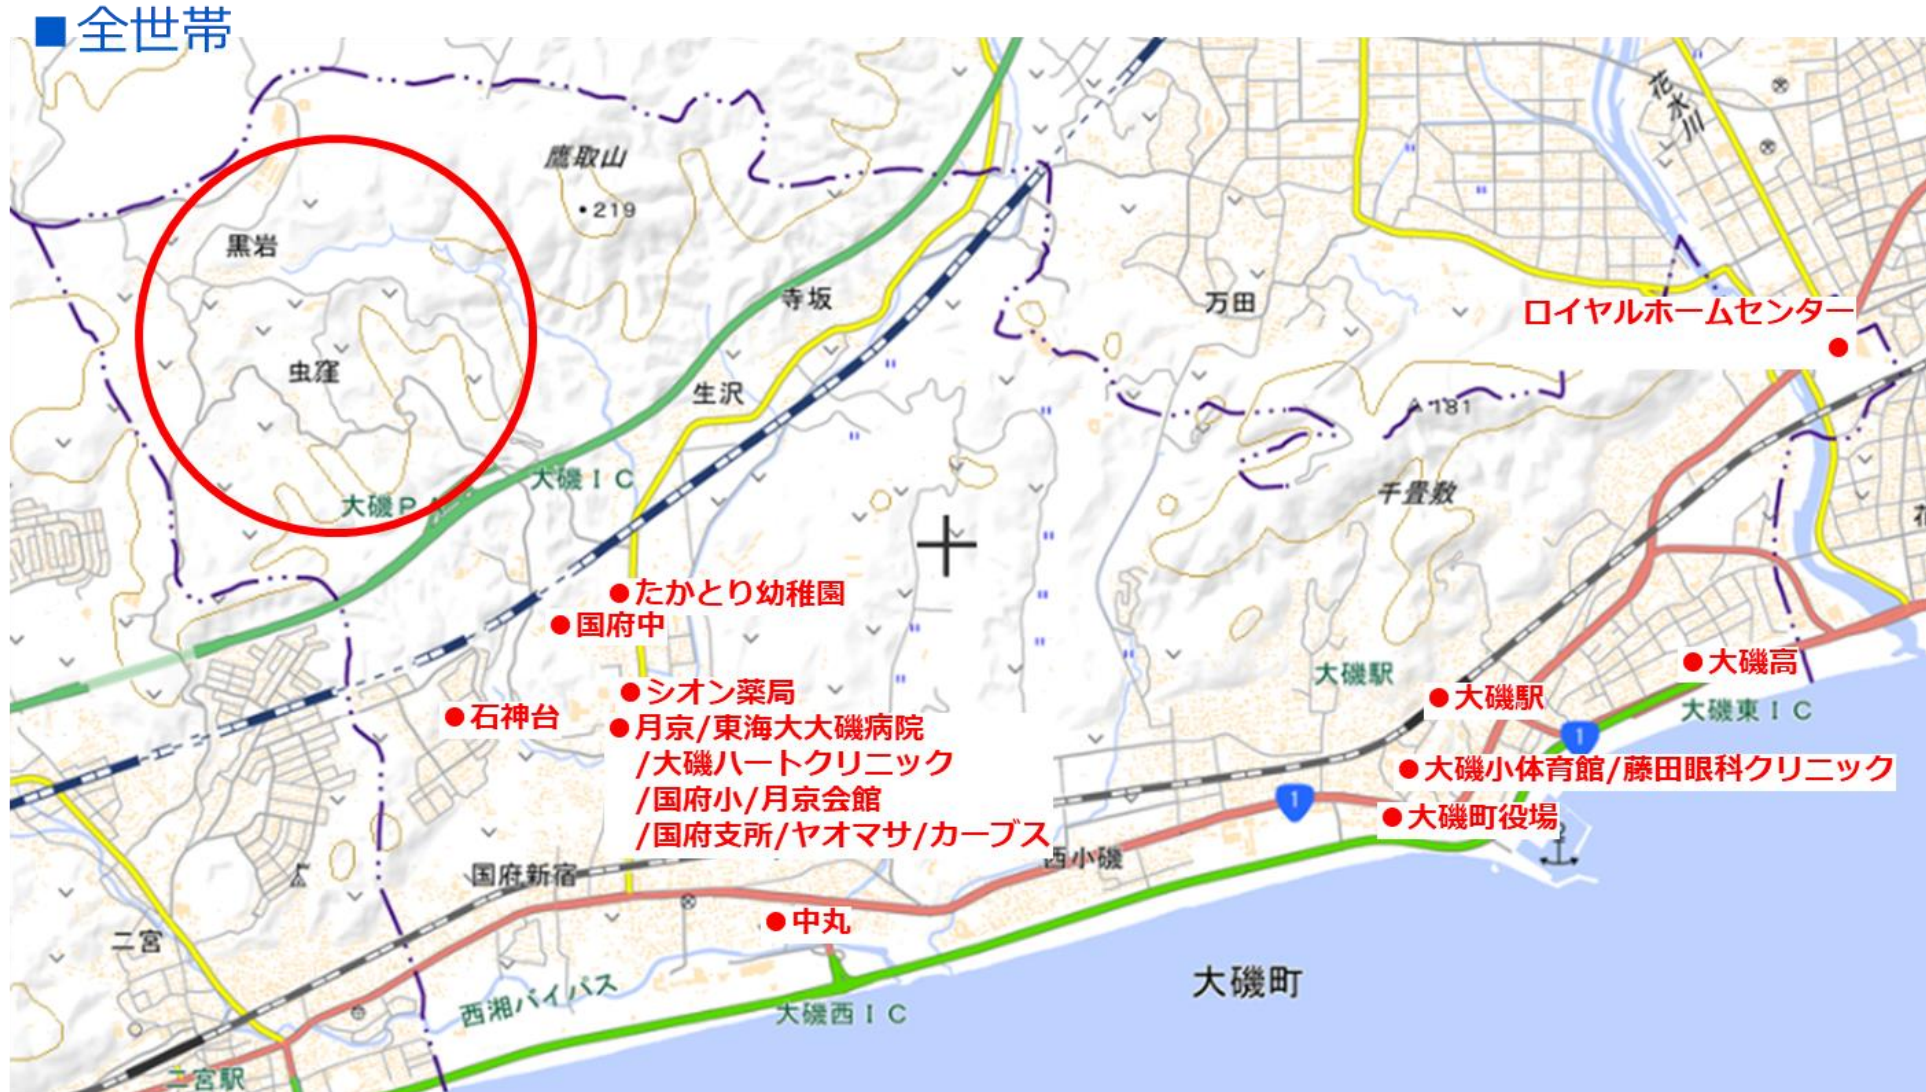 ■全世帯
花水川
鷹取山
・219
黒岩
寺坂
万田
ロイヤルホームセンター
虫窪
生沢
181
大磯IC
大磯P
千畳敷
●たかとり幼稚園
●国府中
大磯駅
●大磯高
●シオン薬局
●大磯駅
大磯東IC
●石神台
●月京/東海大大磯病院
/大磯ハートクリニック
/国府小/月京会館
/国府支所/ヤオマサ/カーブス
1
●大磯小体育館/藤田眼科クリニック
1
●大磯町役場
西小磯
国府新宿
●中丸
二宮
大磯町
西湘バイパス
大磯西IC
二宮駅